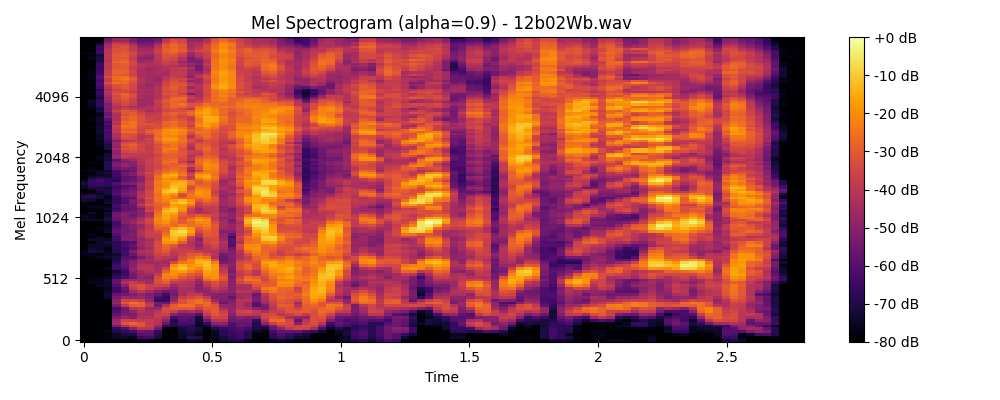 Mel Spectrogram (alpha=0.9) - 12b02Wb.wav
+0 dB
-10 dB
-20 dB
-30 dB
-40 dB
-50 dB
-60 dB
-70 dB
-80 dB
Mel Frequency
4096
2048
1024
512
0
0
0.5
1
1.5
2
2.5
Time